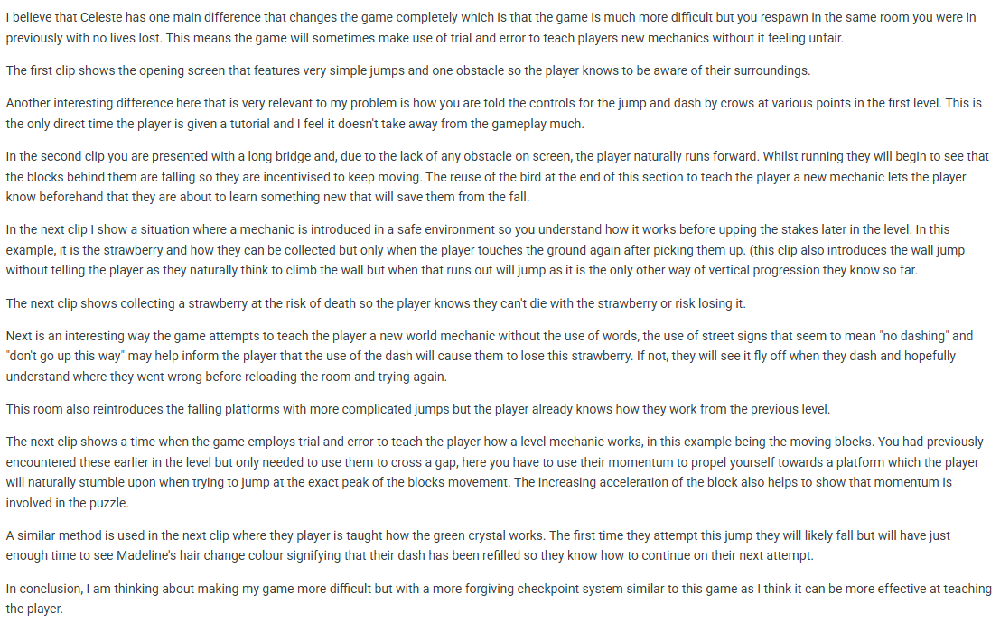 I believe that Celeste has one main difference that changes the game completely which is that the game is much more difficult but you respawn in the same room you were in
previously with no lives lost. This means the game will sometimes make use of trial and error to teach players new mechanics without it feeling unfair.
The first clip shows the opening screen that features very simple jumps and one obstacle so the player knows to be aware of their surroundings.
Another interesting difference here that is very relevant to my problem is how you are told the controls for the jump and dash by crows at various points in the first level. This is
the only direct time the player is given a tutorial and I feel it doesn't take away from the gameplay much.
In the second clip you are presented with a long bridge and, due to the lack of any obstacle on screen, the player naturally runs forward. Whilst running they will begin to see that
the blocks behind them are falling so they are incentivised to keep moving. The reuse of the bird at the end of this section to teach the player a new mechanic lets the player
know beforehand that they are about to learn something new that will save them from the fall.
In the next clip I show a situation where a mechanic is introduced in a safe environment so you understand how it works before upping the stakes later in the level. In this
example, it is the strawberry and how they can be collected but only when the player touches the ground again after picking them up. (this clip also introduces the wall jump
without telling the player as they naturally think to climb the wall but when that runs out will jump as it is the only other way of vertical progression they know so far.
The next clip shows collecting a strawberry at the risk of death so the player knows they can't die with the strawberry or risk losing it.
Next is an interesting way the game attempts to teach the player a new world mechanic without the use of words, the use of street signs that seem to mean "no dashing" and
"don't go up this way" may help inform the player that the use of the dash will cause them to lose this strawberry. If not, they will see it fly off when they dash and hopefully
understand where they went wrong before reloading the room and trying again.
This room also reintroduces the falling platforms with more complicated jumps but the player already knows how they work from the previous level.
The next clip shows a time when the game employs trial and error to teach the player how a level mechanic works, in this example being the moving blocks. You had previously
encountered these earlier in the level but only needed to use them to cross a gap, here you have to use their momentum to propel yourself towards a platform which the player
will naturally stumble upon when trying to jump at the exact peak of the blocks movement. The increasing acceleration of the block also helps to show that momentum is
involved in the puzzle.
A similar method is used in the next clip where they player is taught how the green crystal works. The first time they attempt this jump they will likely fall but will have just
enough time to see Madeline's hair change colour signifying that their dash has been refilled so they know how to continue on their next attempt.
In conclusion, I am thinking about making my game more difficult but with a more forgiving checkpoint system similar to this game as I think it can be more effective at teaching
the player.